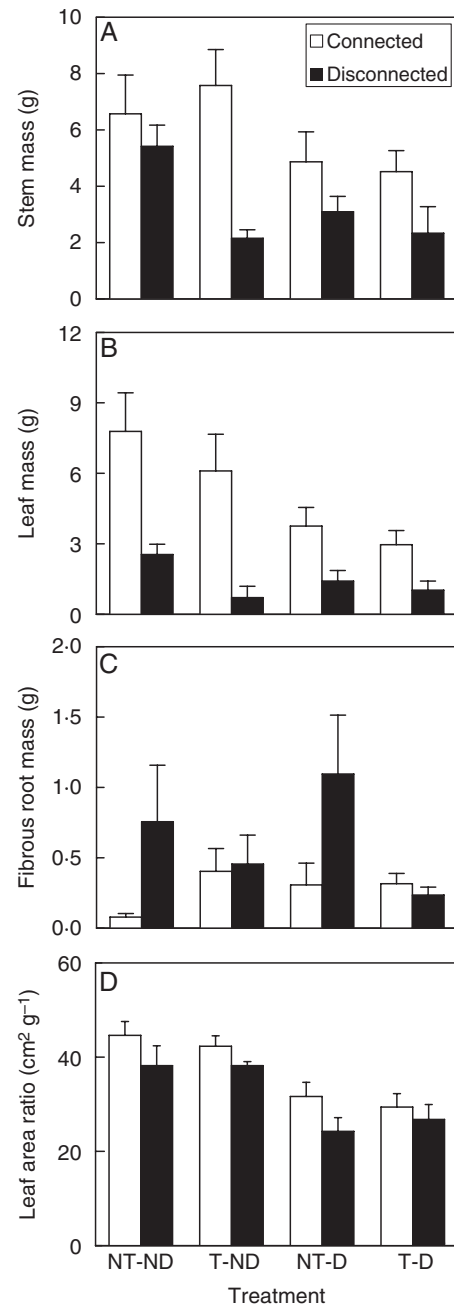 A
Connected
Disconnected
10
8
6
4
2
0
Stem mass (g)
B
12
9
6
3
0
Leaf mass (g)
C
2·0
1·5
1·0
0·5
0·0
Fibrous root mass (g)
D
60
40
20
0
Leaf area ratio (cm² g⁻¹)
NT-ND T-ND NT-D T-D
Treatment